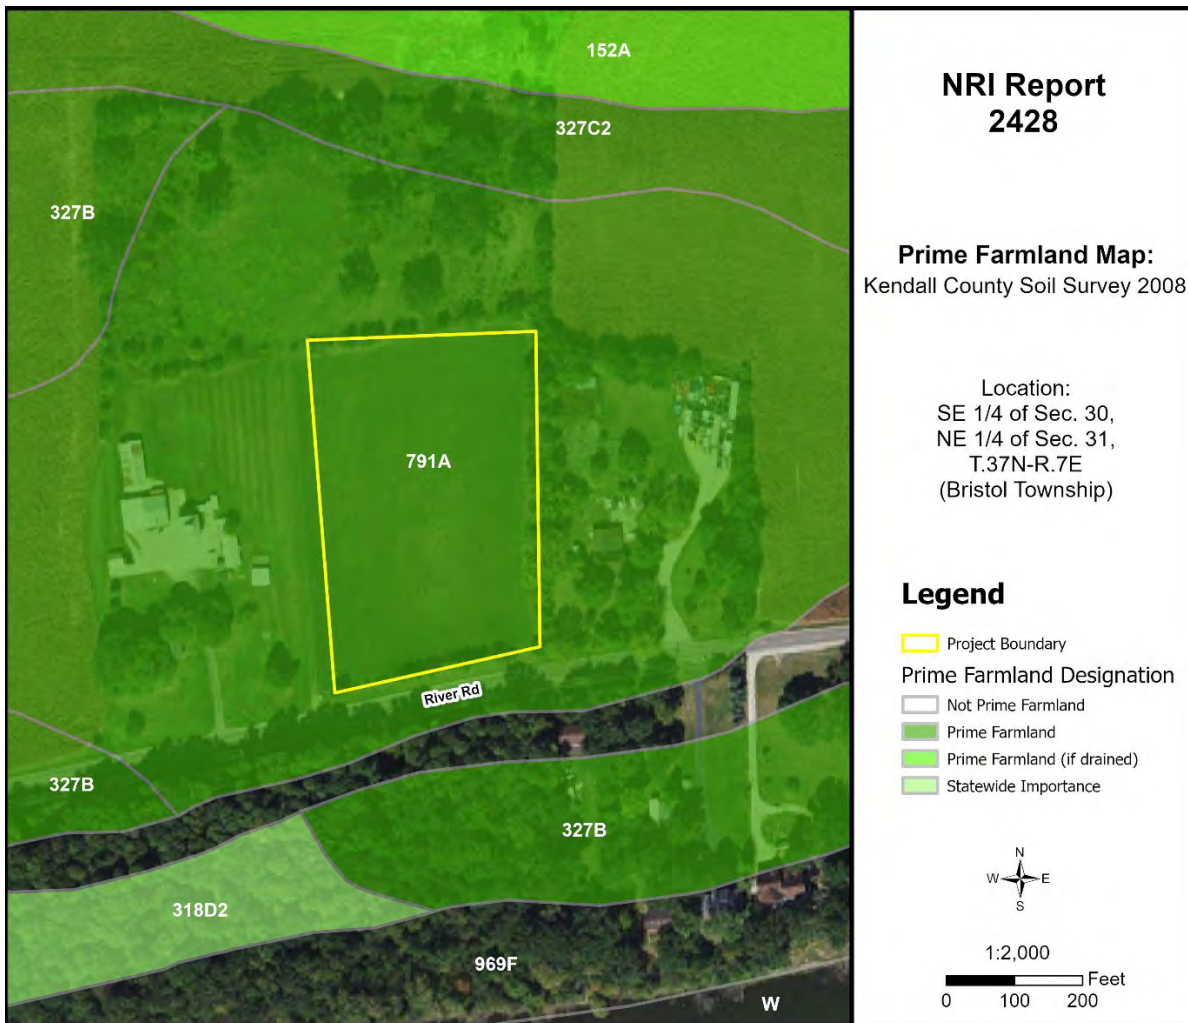 152A
327C2
327B
791A
River Rd
327B
327B
318D2
969F
W
NRI Report
2428
Prime Farmland Map:
Kendall County Soil Survey 2008
Location:
SE 1/4 of Sec. 30,
NE 1/4 of Sec. 31,
T.37N-R.7E
(Bristol Township)
Legend
Project Boundary
Prime Farmland Designation
Not Prime Farmland
Prime Farmland
Prime Farmland (if drained)
Statewide Importance
N
W E
S
1:2,000
Feet
0 100 200